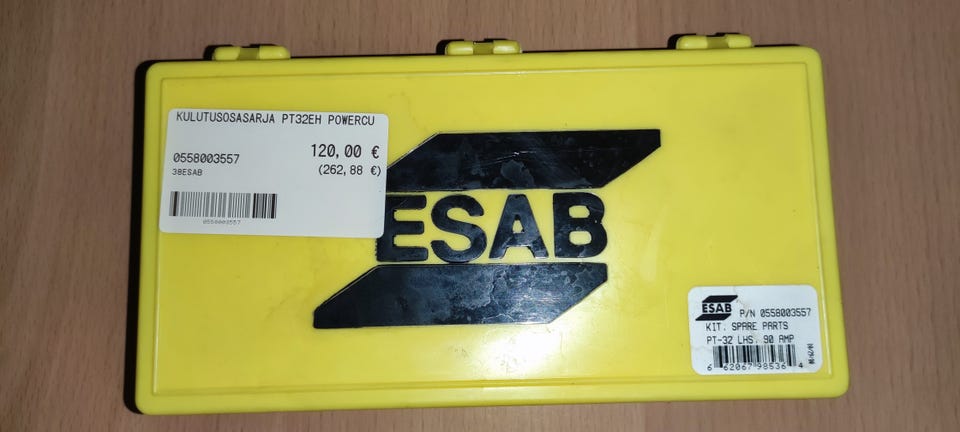 KULUTUSOSASARJA PT32EH POWERCU
120,00 €
0558003557
(262,88 €)
38ESAB
0558003557
ESAB
ESAB P/N 0558003557
KIT. SPARE PARTS
PT-32 LHS. 90 AMP
6 62067 98536 4